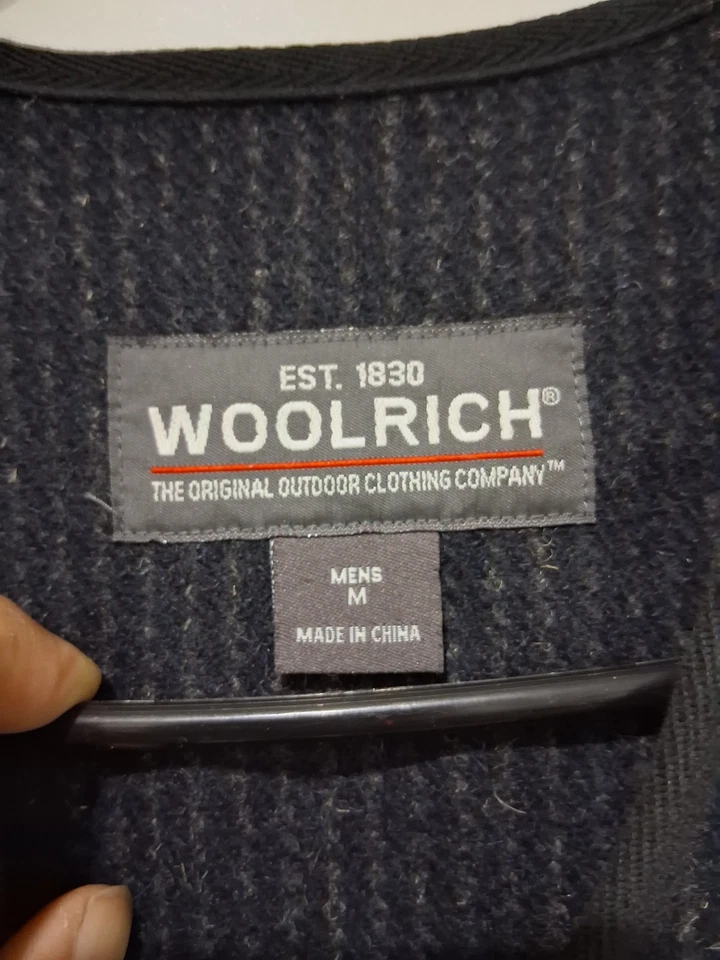 EST. 1830
WOOLRICH®
THE ORIGINAL OUTDOOR CLOTHING COMPANY™
MENS
M
MADE IN CHINA